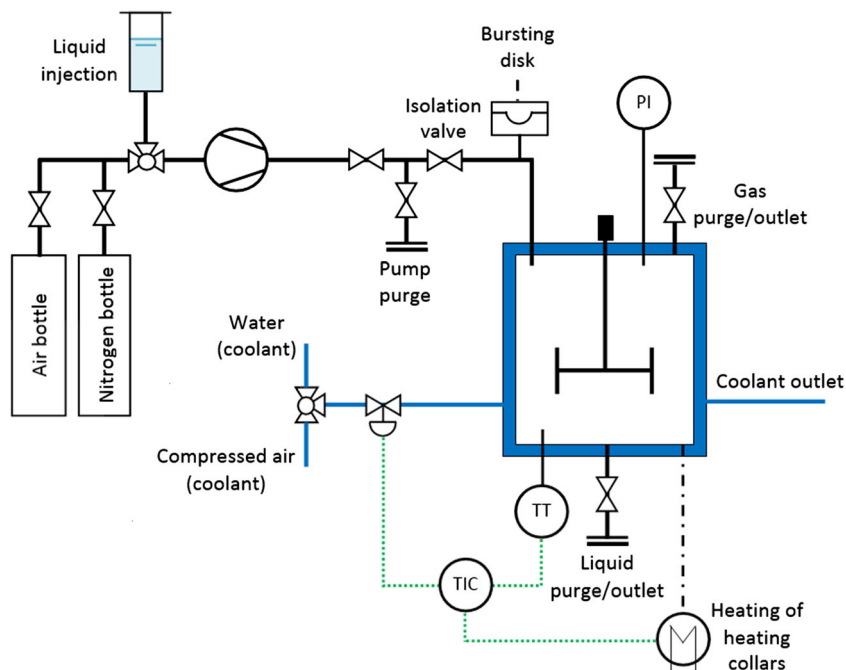 Liquid
injection
Bursting
disk
Isolation
valve
PI
Gas
purge/outlet
Air bottle
Nitrogen bottle
Pump
purge
Water
(coolant)
Coolant outlet
Compressed air
(coolant)
TT
Liquid
purge/outlet
TIC
Heating of
heating
collars